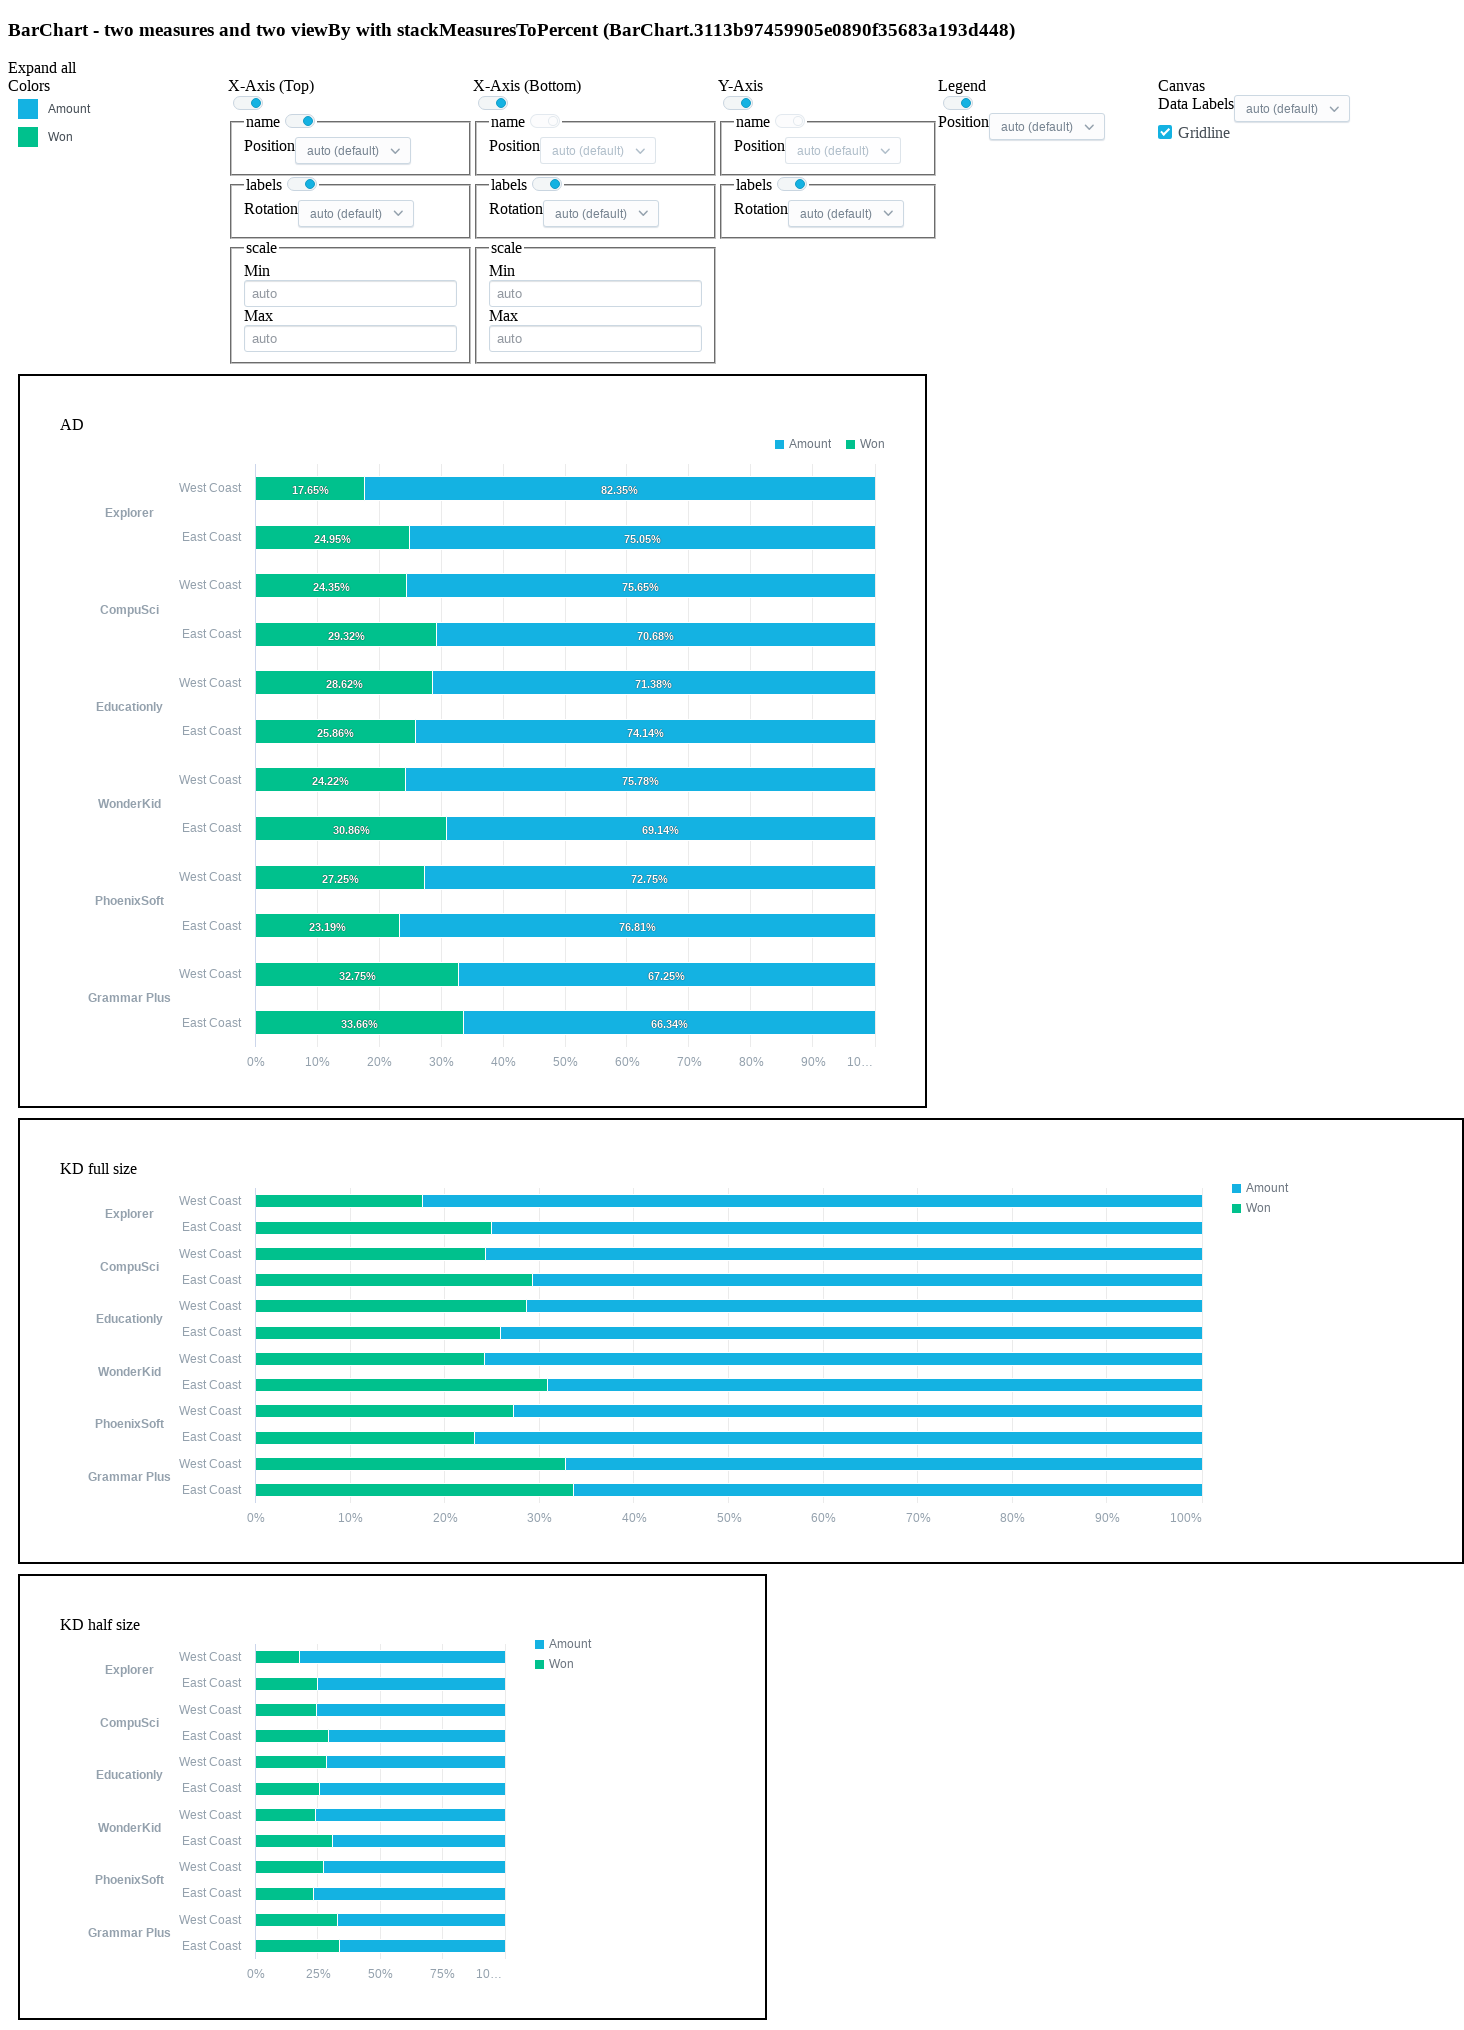 BarChart - two measures and two viewBy with stackMeasuresToPercent (BarChart.3113b97459905e0890f35683a193d448)
Expand all
Colors
Amount
Won
X-Axis (Top)
name
Position auto (default)
labels
Rotation auto (default)
scale
Min
auto
Max
auto
X-Axis (Bottom)
name
Position auto (default)
labels
Rotation auto (default)
scale
Min
auto
Max
auto
Y-Axis
name
Position auto (default)
labels
Rotation auto (default)
Legend
Position auto (default)
Canvas
Data Labels auto (default)
Gridline
AD
Amount Won
West Coast 17.65% 82.35%
Explorer
East Coast 24.95% 75.05%
West Coast 24.35% 75.65%
CompuSci
East Coast 29.32% 70.68%
West Coast 28.62% 71.38%
Educationly
East Coast 25.86% 74.14%
West Coast 24.22% 75.78%
WonderKid
East Coast 30.86% 69.14%
West Coast 27.25% 72.75%
PhoenixSoft
East Coast 23.19% 76.81%
West Coast 32.75% 67.25%
Grammar Plus
East Coast 33.66% 66.34%
0% 10% 20% 30% 40% 50% 60% 70% 80% 90% 10…
KD full size
Amount
Won
West Coast
Explorer
East Coast
West Coast
CompuSci
East Coast
West Coast
Educationly
East Coast
West Coast
WonderKid
East Coast
West Coast
PhoenixSoft
East Coast
West Coast
Grammar Plus
East Coast
0% 10% 20% 30% 40% 50% 60% 70% 80% 90% 100%
KD half size
Amount
Won
West Coast
Explorer
East Coast
West Coast
CompuSci
East Coast
West Coast
Educationly
East Coast
West Coast
WonderKid
East Coast
West Coast
PhoenixSoft
East Coast
West Coast
Grammar Plus
East Coast
0% 25% 50% 75% 10…